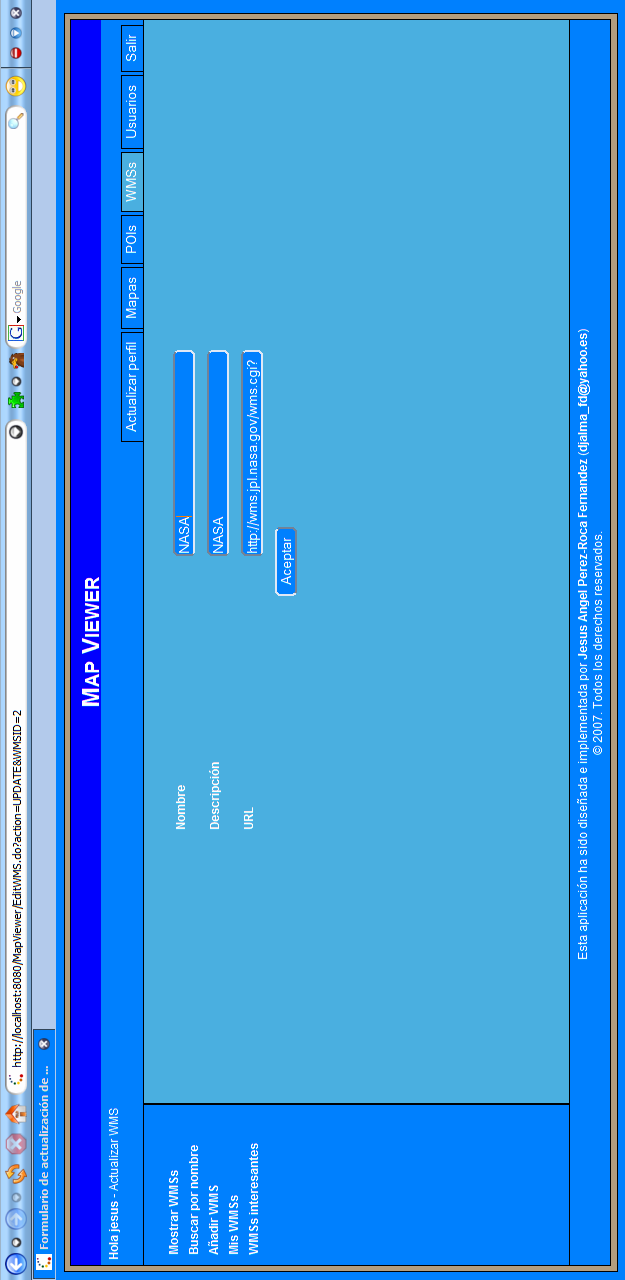 http://localhost:8080/MapViewer/EditWMS.do?action=UPDATE&WMSID=2
G Google
Formulario de actualización de ...
MAP VIEWER
Hola jesus - Actualizar WMS
Actualizar perfil
Mapas
POIs
WMSs
Usuarios
Salir
Mostrar WMSs
Buscar por nombre
Añadir WMS
Mis WMSs
WMSs interesantes
Nombre
NASA
Descripción
NASA
URL
http://wms.jpl.nasa.gov/wms.cgi?
Aceptar
Esta aplicación ha sido diseñada e implementada por Jesus Angel Perez-Roca Fernandez (djalma_fd@yahoo.es)
© 2007. Todos los derechos reservados.